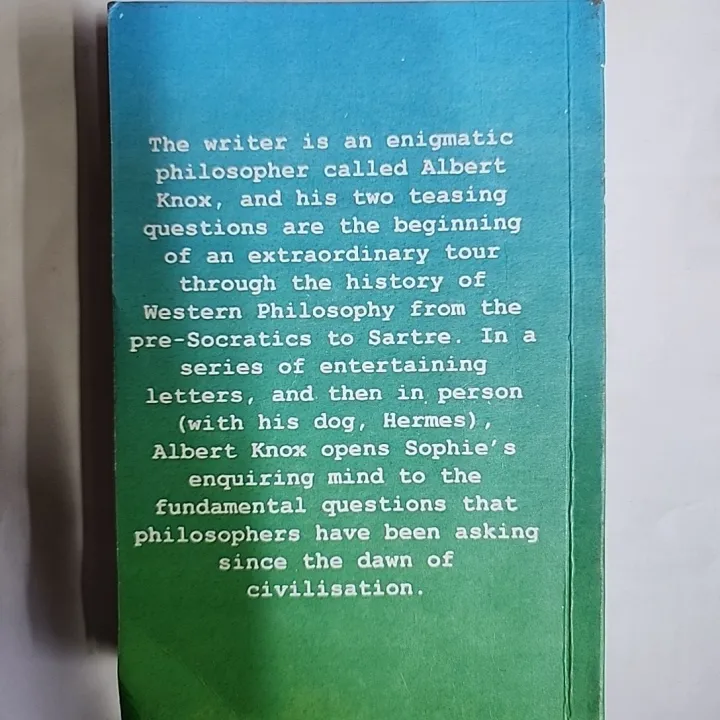 The writer is an enigmatic
philosopher called Albert
Knox, and his two teasing
questions are the beginning
of an extraordinary tour
through the history of
Western Philosophy from the
pre-Socratics to Sartre. In a
series of entertaining
letters, and then in person
(with his dog, Hermes),
Albert Knox opens Sophie's
enquiring mind to the
fundamental questions that
philosophers have been asking
since the dawn of
civilisation.